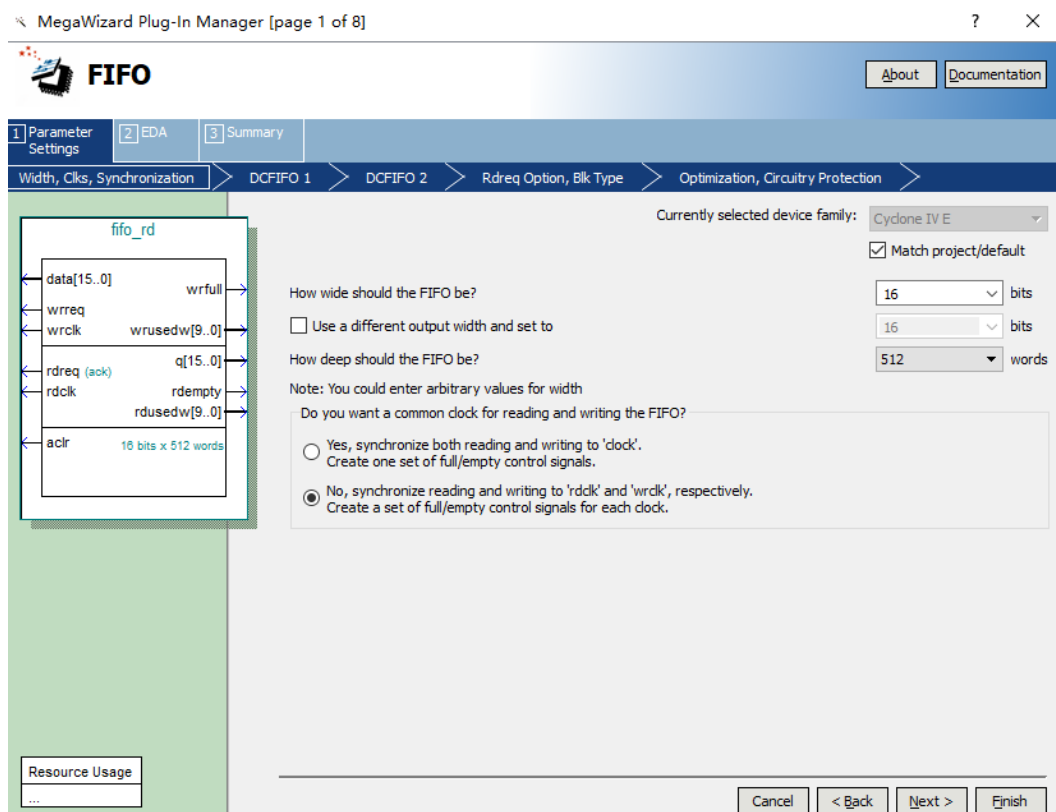 MegaWizard Plug-In Manager [page 1 of 8]
?
FIFO
About
Documentation
1 Parameter Settings
2 EDA
3 Summary
Width, Clks, Synchronization
DCFIFO 1
DCFIFO 2
Rdreq Option, Blk Type
Optimization, Circuitry Protection
Currently selected device family:
Cyclone IV E
Match project/default
fifo_rd
data[15..0]
wrfull
wrreq
wrclk
wrusedw[9..0]
q[15..0]
rdreq (ack)
rdclk
rdempty
rdusedw[9..0]
aclr
16 bits x 512 words
How wide should the FIFO be?
16
bits
Use a different output width and set to
16
bits
How deep should the FIFO be?
512
words
Note: You could enter arbitrary values for width
Do you want a common clock for reading and writing the FIFO?
Yes, synchronize both reading and writing to 'clock'.
Create one set of full/empty control signals.
No, synchronize reading and writing to 'rdclk' and 'wrclk', respectively.
Create a set of full/empty control signals for each clock.
Resource Usage
...
Cancel
< Back
Next >
Finish